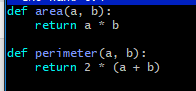 def area(a, b):
    return a * b
def perimeter(a, b):
    return 2 * (a + b)